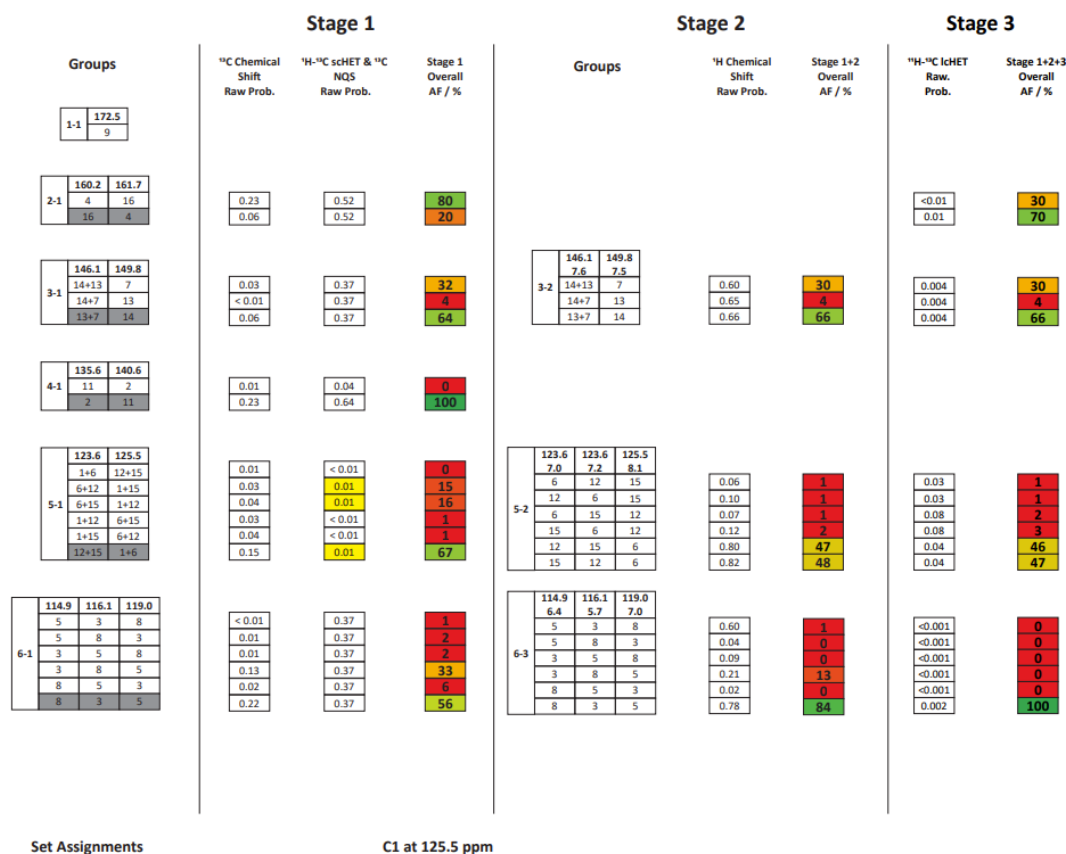 Stage 1 Stage 2 Stage 3
Groups ¹³C Chemical Shift Raw Prob. ¹H-¹³C scHET & ¹³C NQS Raw Prob. Stage 1 Overall AF / % Groups ¹H Chemical Shift Raw Prob. Stage 1+2 Overall AF / % ¹¹H-¹³C lcHET Raw. Prob. Stage 1+2+3 Overall AF / %
1-1 172.5
9
2-1 160.2 161.7
4 16 0.23 0.52 80 <0.01 30
16 4 0.06 0.52 20 0.01 70
3-1 146.1 149.8 3-2 146.1 7.6 149.8 7.5
14+13 7 0.03 0.37 32 14+13 7 0.60 30 0.004 30
14+7 13 < 0.01 0.37 4 14+7 13 0.65 4 0.004 4
13+7 14 0.06 0.37 64 13+7 14 0.66 66 0.004 66
4-1 135.6 140.6
11 2 0.01 0.04 0
2 11 0.23 0.64 100
5-1 123.6 125.5 5-2 123.6 7.0 123.6 7.2 125.5 8.1
1+6 12+15 0.01 < 0.01 0 6 12 15 0.06 1 0.03 1
6+12 1+15 0.03 0.01 15 12 6 15 0.10 1 0.03 1
6+15 1+12 0.04 0.01 16 6 15 12 0.07 1 0.08 2
1+12 6+15 0.03 < 0.01 1 15 6 12 0.12 2 0.08 3
1+15 6+12 0.04 < 0.01 1 12 15 6 0.80 47 0.04 46
12+15 1+6 0.15 0.01 67 15 12 6 0.82 48 0.04 47
6-1 114.9 116.1 119.0 6-3 114.9 6.4 116.1 5.7 119.0 7.0
5 3 8 < 0.01 0.37 1 5 3 8 0.60 1 <0.001 0
5 8 3 0.01 0.37 2 5 8 3 0.04 0 <0.001 0
3 5 8 0.01 0.37 2 3 5 8 0.09 0 <0.001 0
3 8 5 0.13 0.37 33 3 8 5 0.21 13 <0.001 0
8 5 3 0.02 0.37 6 8 5 3 0.02 0 <0.001 0
8 3 5 0.22 0.37 56 8 3 5 0.78 84 0.002 100
Set Assignments C1 at 125.5 ppm